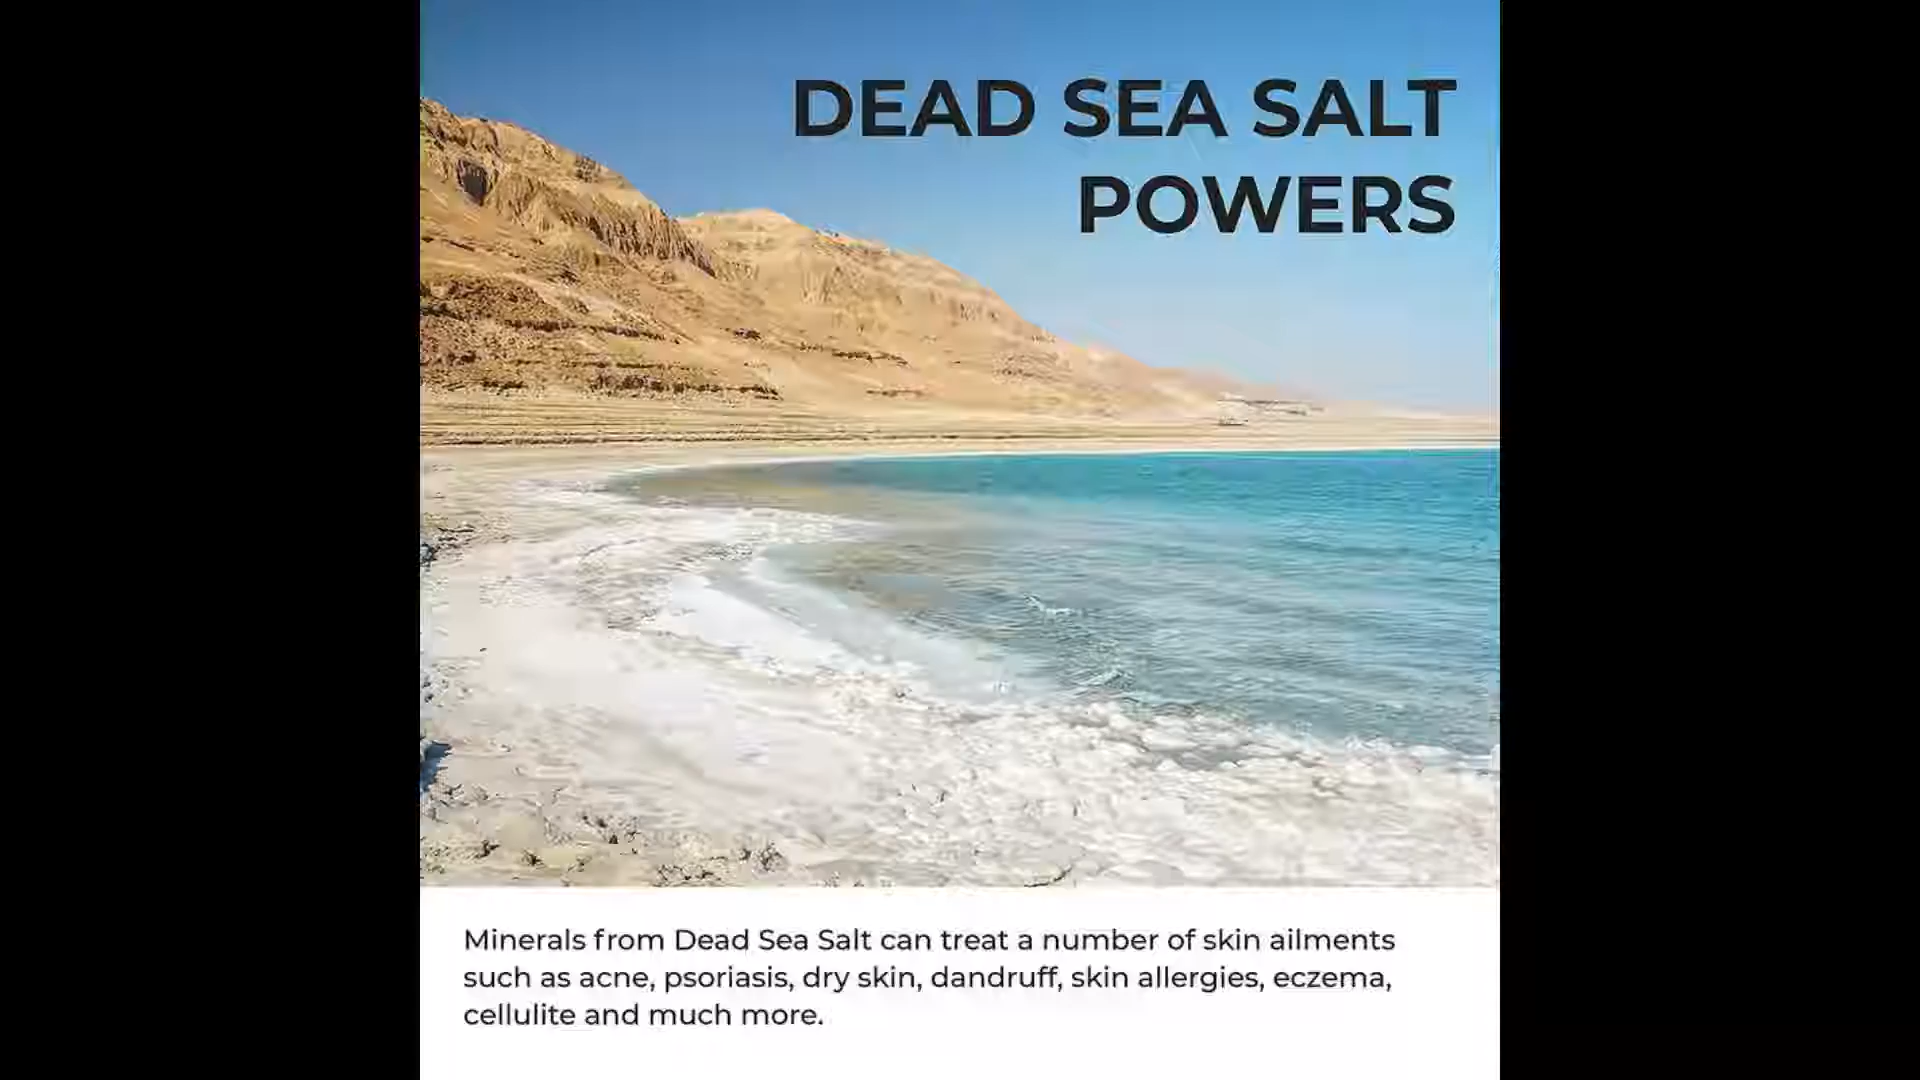 DEAD SEA SALT
POWERS
Minerals from Dead Sea Salt can treat a number of skin ailments
such as acne, psoriasis, dry skin, dandruff, skin allergies, eczema,
cellulite and much more.